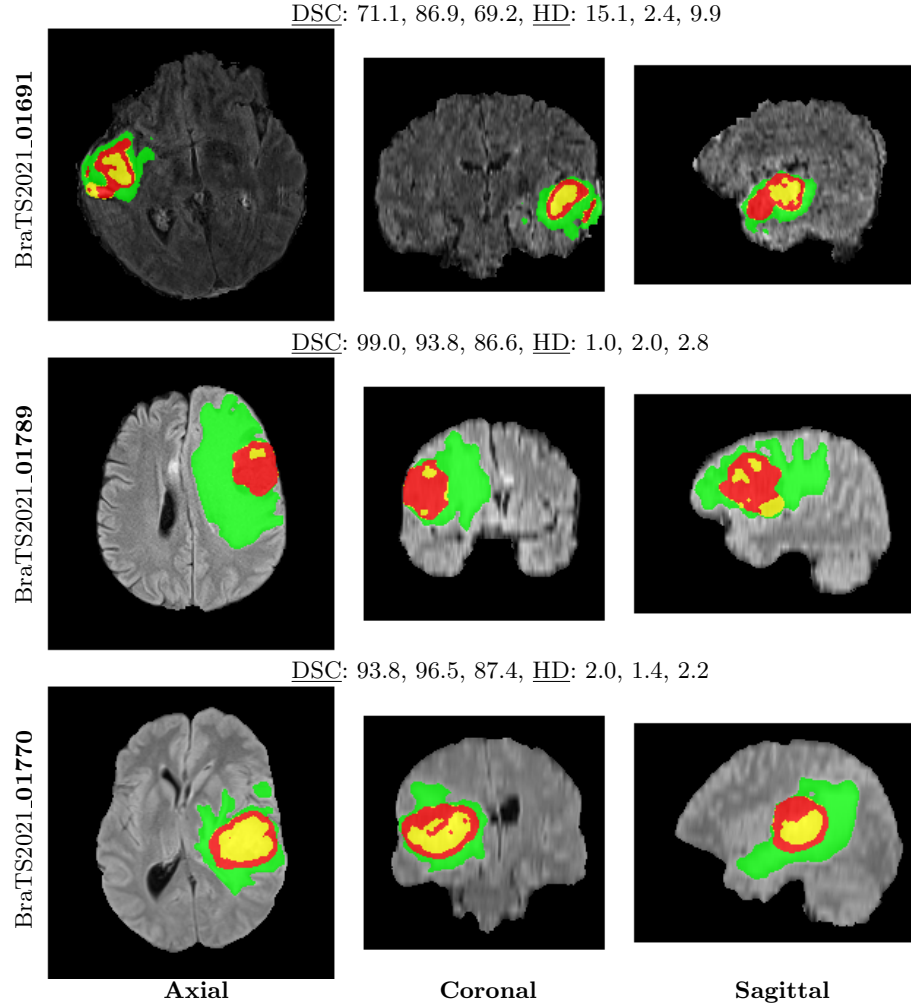 DSC: 71.1, 86.9, 69.2, HD: 15.1, 2.4, 9.9
BraTS2021_01691
DSC: 99.0, 93.8, 86.6, HD: 1.0, 2.0, 2.8
BraTS2021_01789
DSC: 93.8, 96.5, 87.4, HD: 2.0, 1.4, 2.2
BraTS2021_01770
Axial Coronal Sagittal